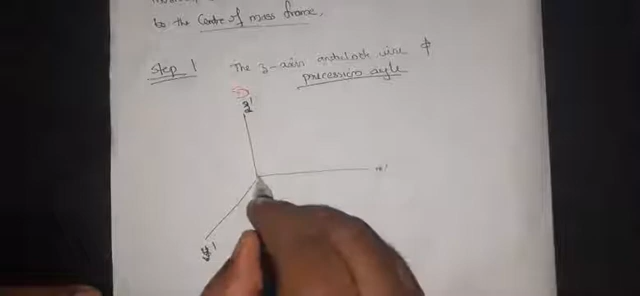 to the Centre of mass frame.
Step 1 The z-axis anticlock wise ϕ
precession angle
z'
x'
y'